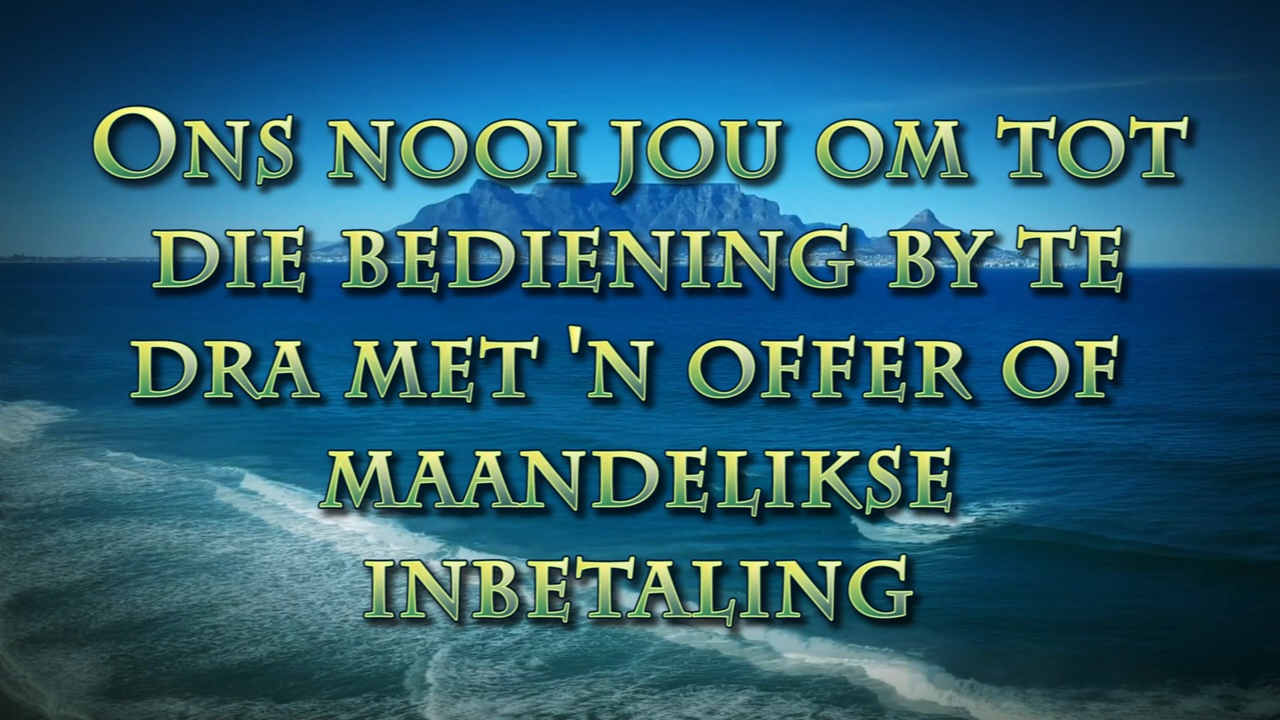 Ons nooi jou om tot
die bediening by te
dra met 'n offer of
maandelikse
inbetaling